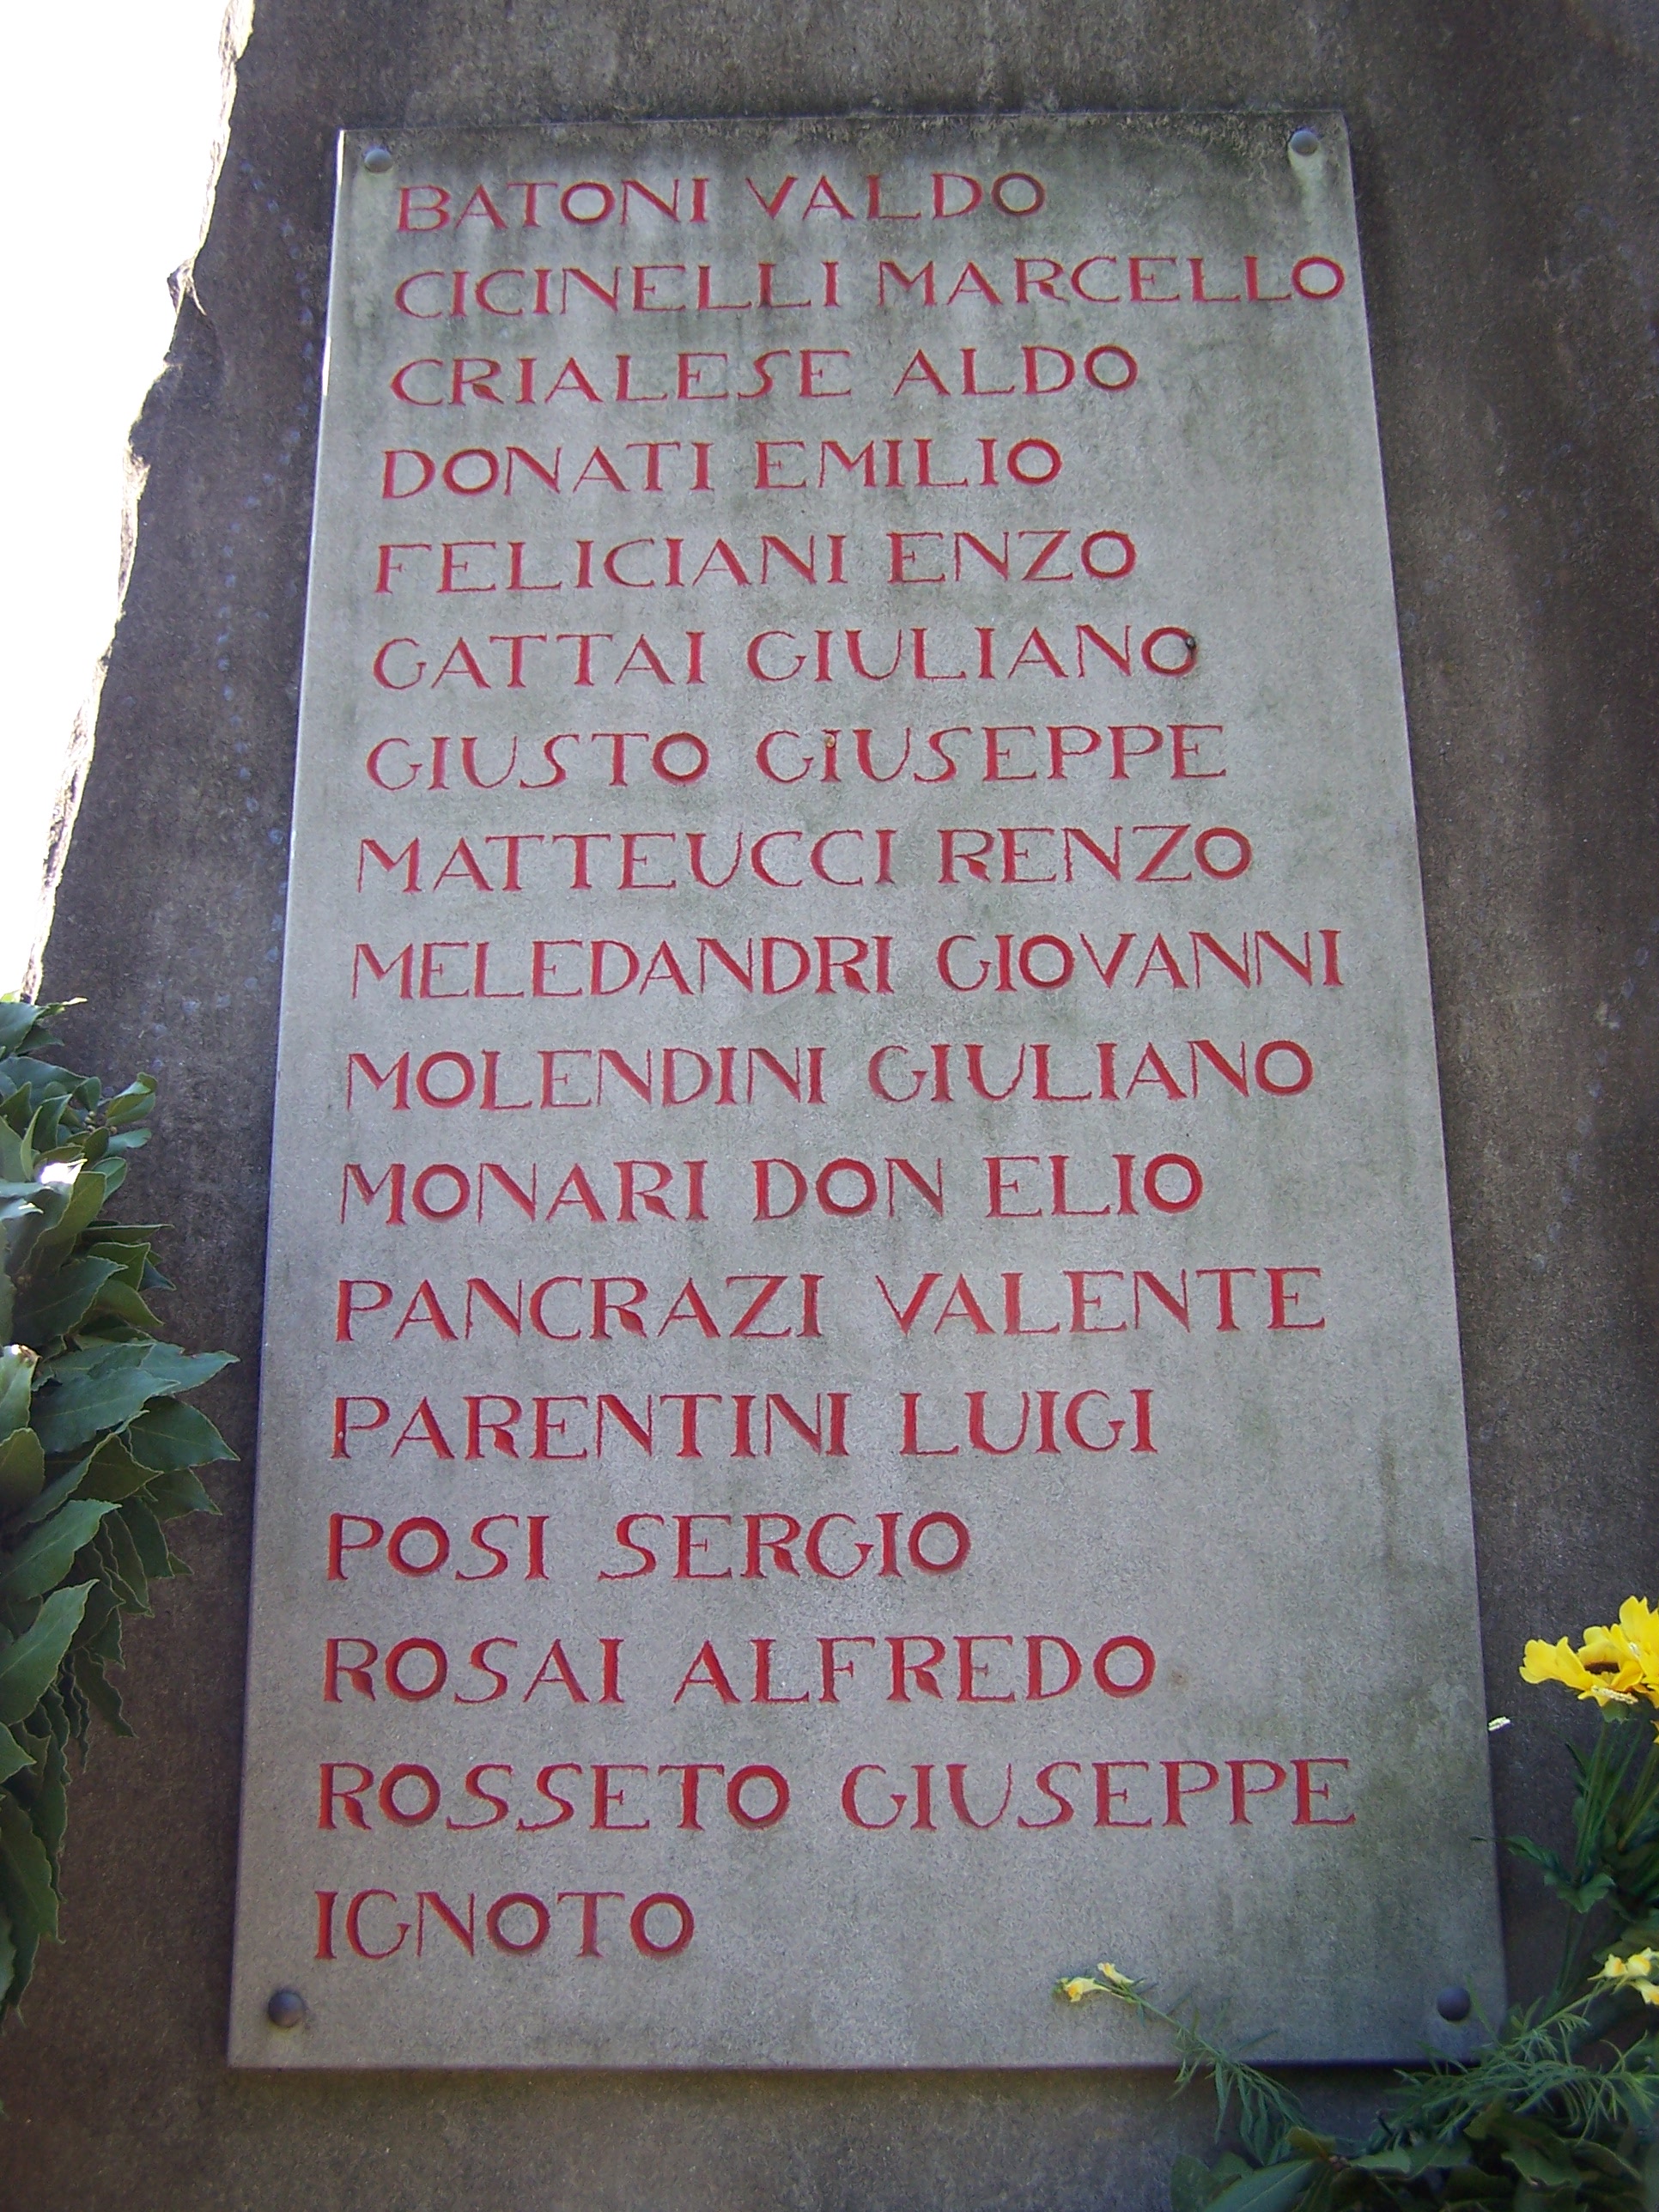 BATONI VALDO
CICINELLI MARCELLO
CRIALESE ALDO
DONATI EMILIO
FELICIANI ENZO
GATTAI GIULIANO
GIUSTO GIUSEPPE
MATTEUCCI RENZO
MELEDANDRI GIOVANNI
MOLENDINI GIULIANO
MONARI DON ELIO
PANCRAZI VALENTE
PARENTINI LUIGI
POSI SERGIO
ROSAI ALFREDO
ROSSETO GIUSEPPE
IGNOTO